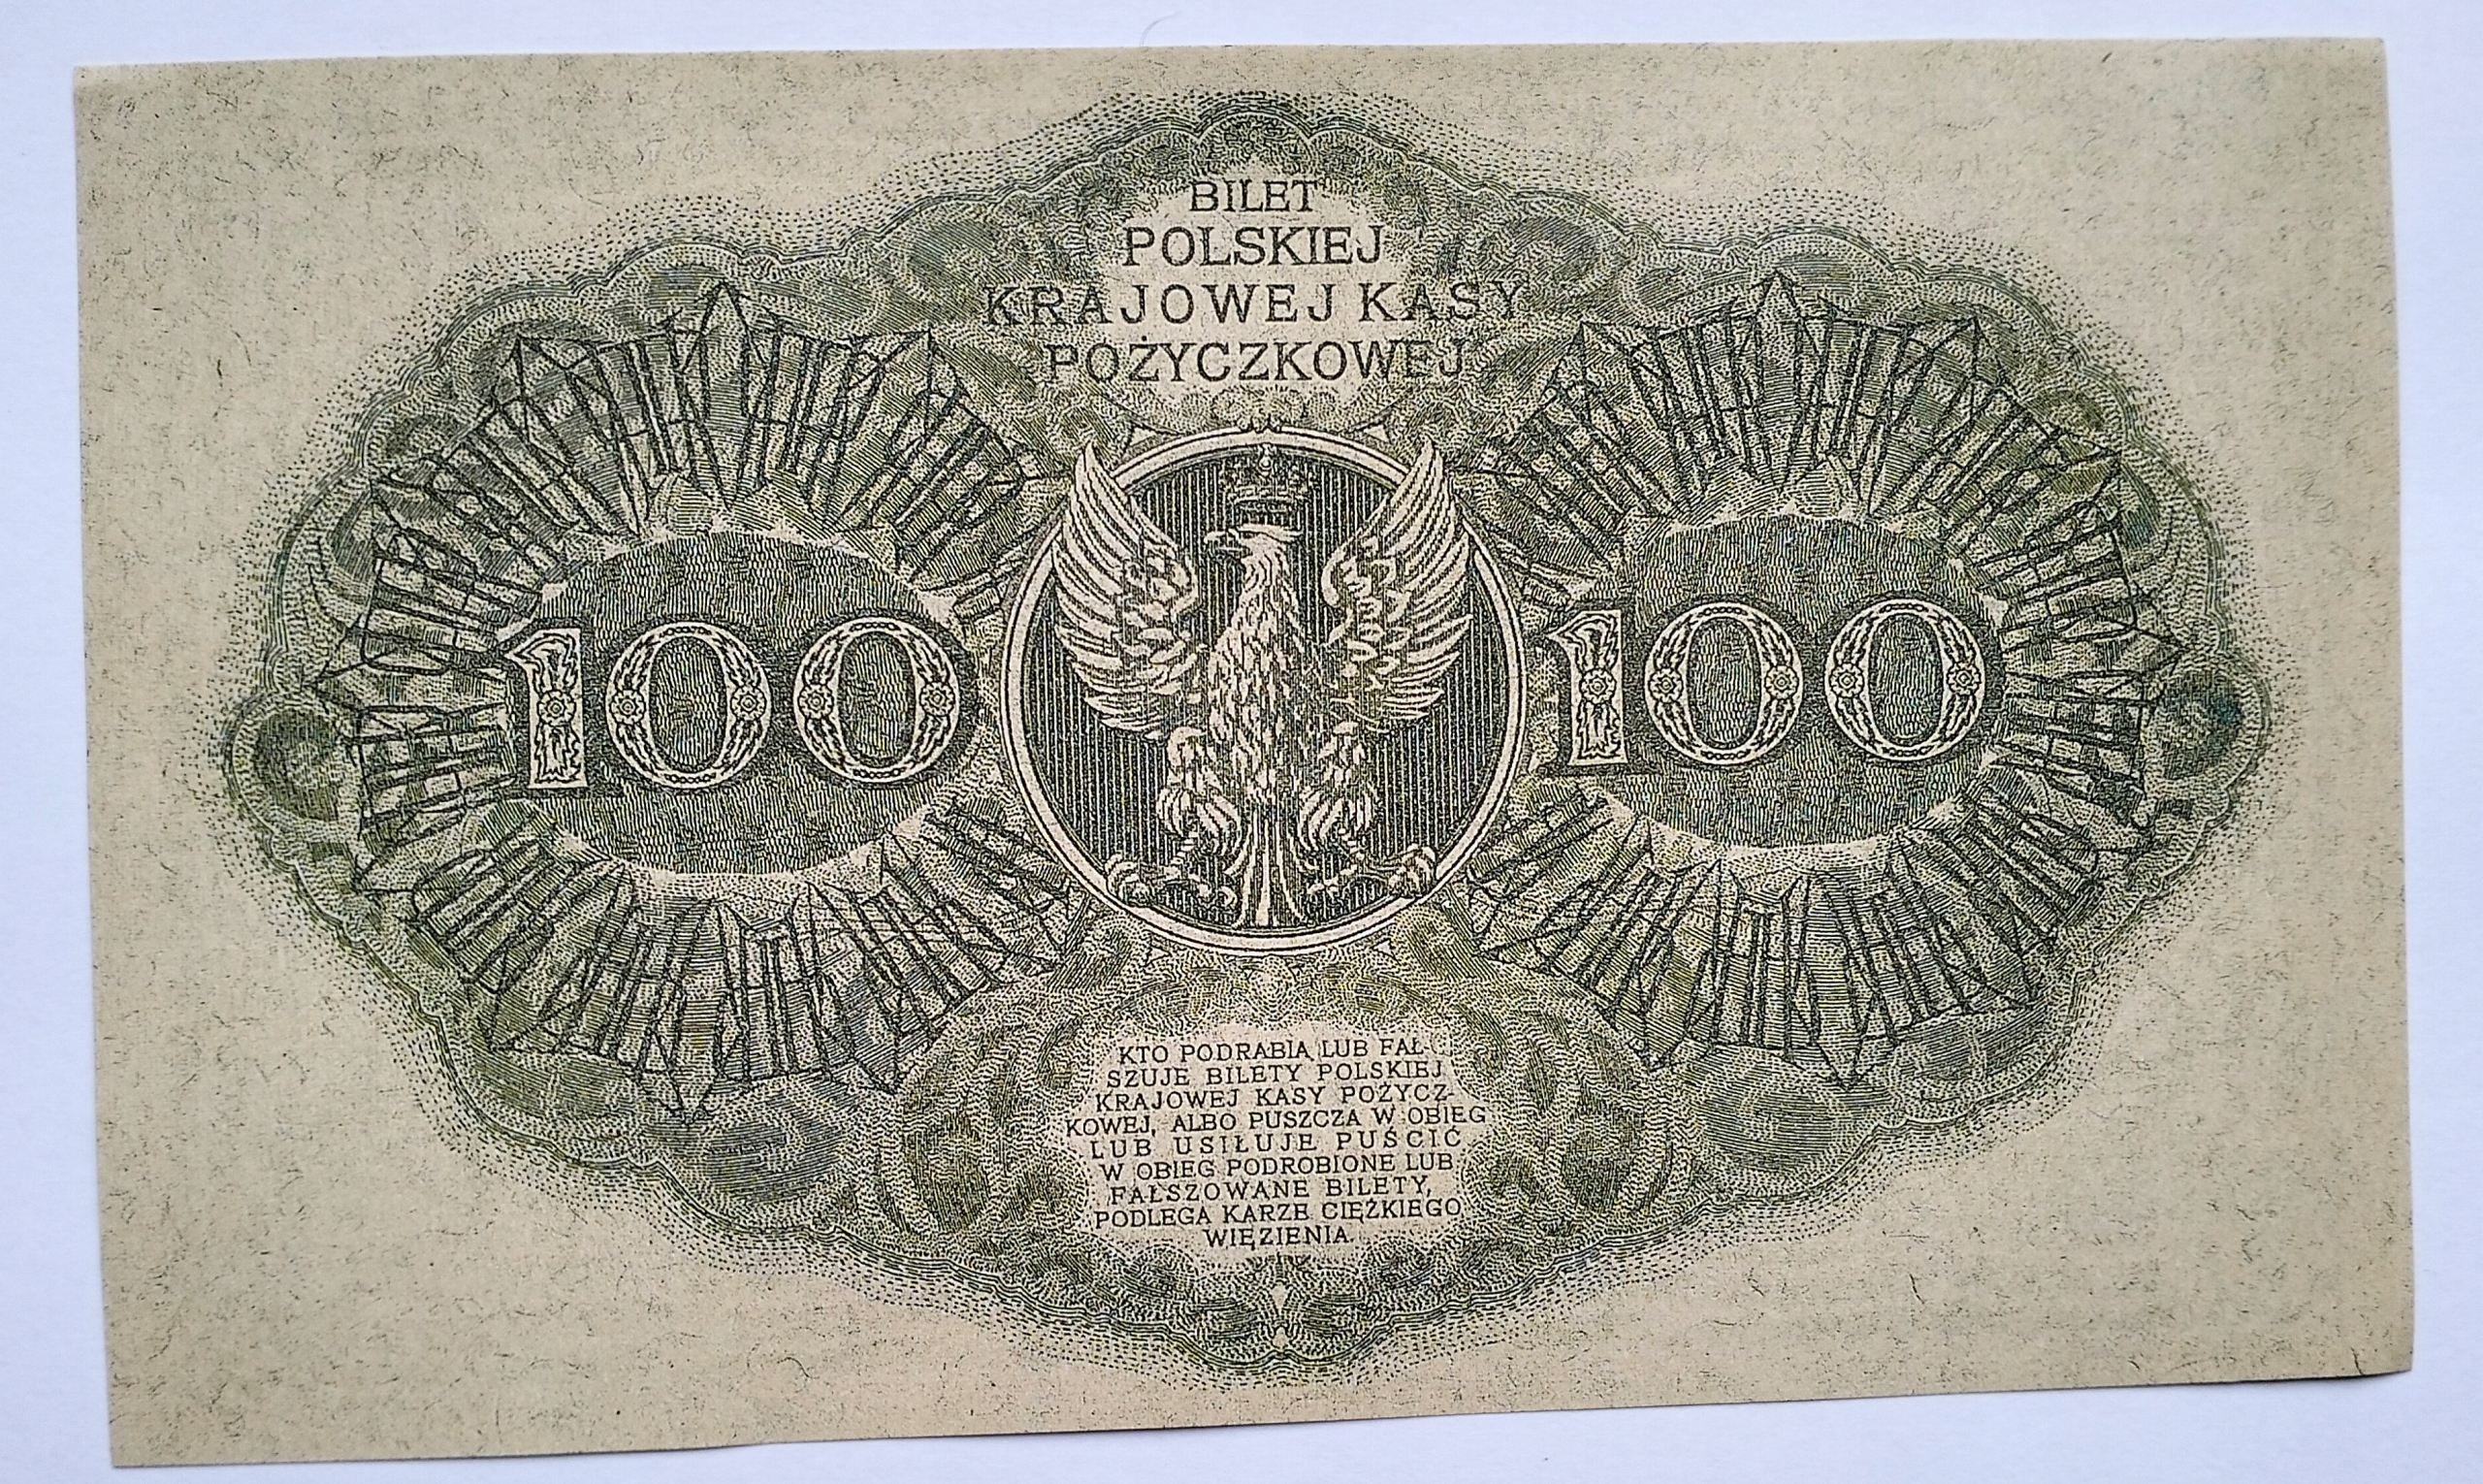 BILET
POLSKIEJ
KRAJOWEJ KASY
POŻYCZKOWEJ
100 100
KTO PODRABIA LUB FAŁ-
SZUJE BILETY POLSKIEJ
KRAJOWEJ KASY POŻYCZ-
KOWEJ, ALBO PUSZCZA W OBIEG
LUB USIŁUJE PUŚCIĆ
W OBIEG PODROBIONE LUB
FAŁSZOWANE BILETY,
PODLEGA KARZE CIĘŻKIEGO
WIĘZIENIA.